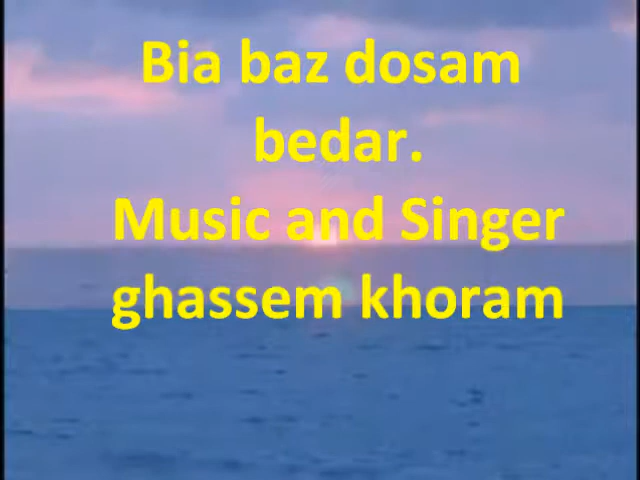 Bia baz dosam
bedar.
Music and Singer
ghassem khoram